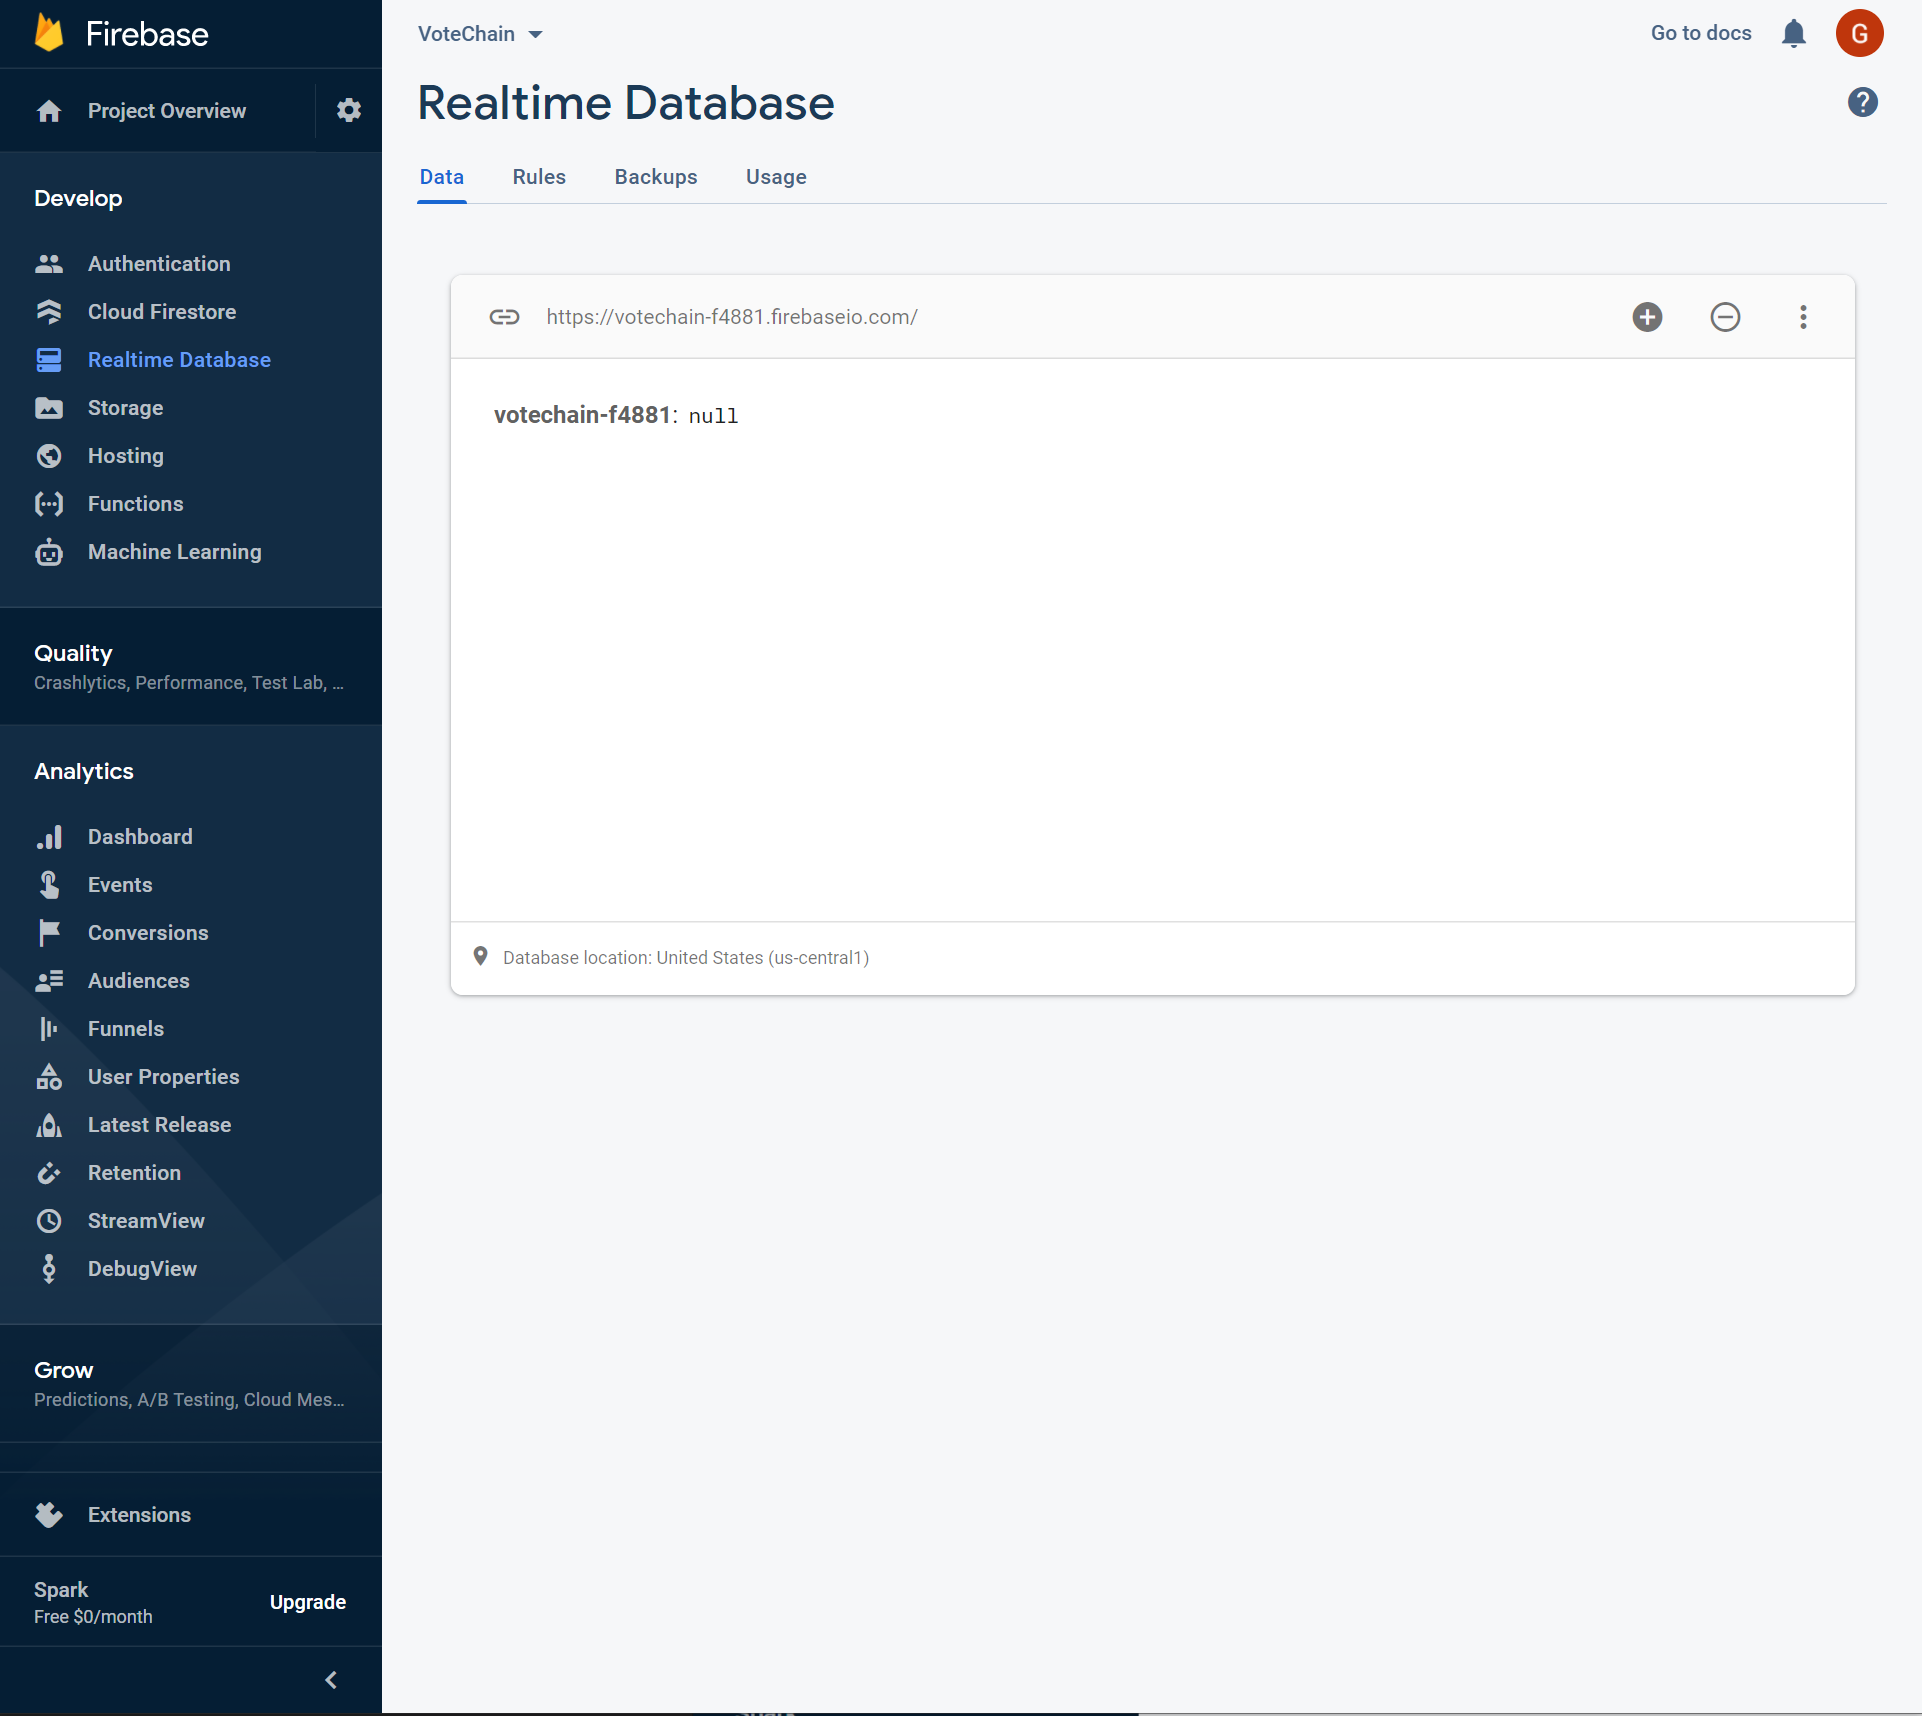 Firebase
Project Overview
Develop
Authentication
Cloud Firestore
Realtime Database
Storage
Hosting
Functions
Machine Learning
Quality
Crashlytics, Performance, Test Lab, ...
Analytics
Dashboard
Events
Conversions
Audiences
Funnels
User Properties
Latest Release
Retention
StreamView
DebugView
Grow
Predictions, A/B Testing, Cloud Mes...
Extensions
Spark
Free $0/month
Upgrade
VoteChain
Go to docs
G
Realtime Database
Data Rules Backups Usage
https://votechain-f4881.firebaseio.com/
votechain-f4881: null
Database location: United States (us-central1)